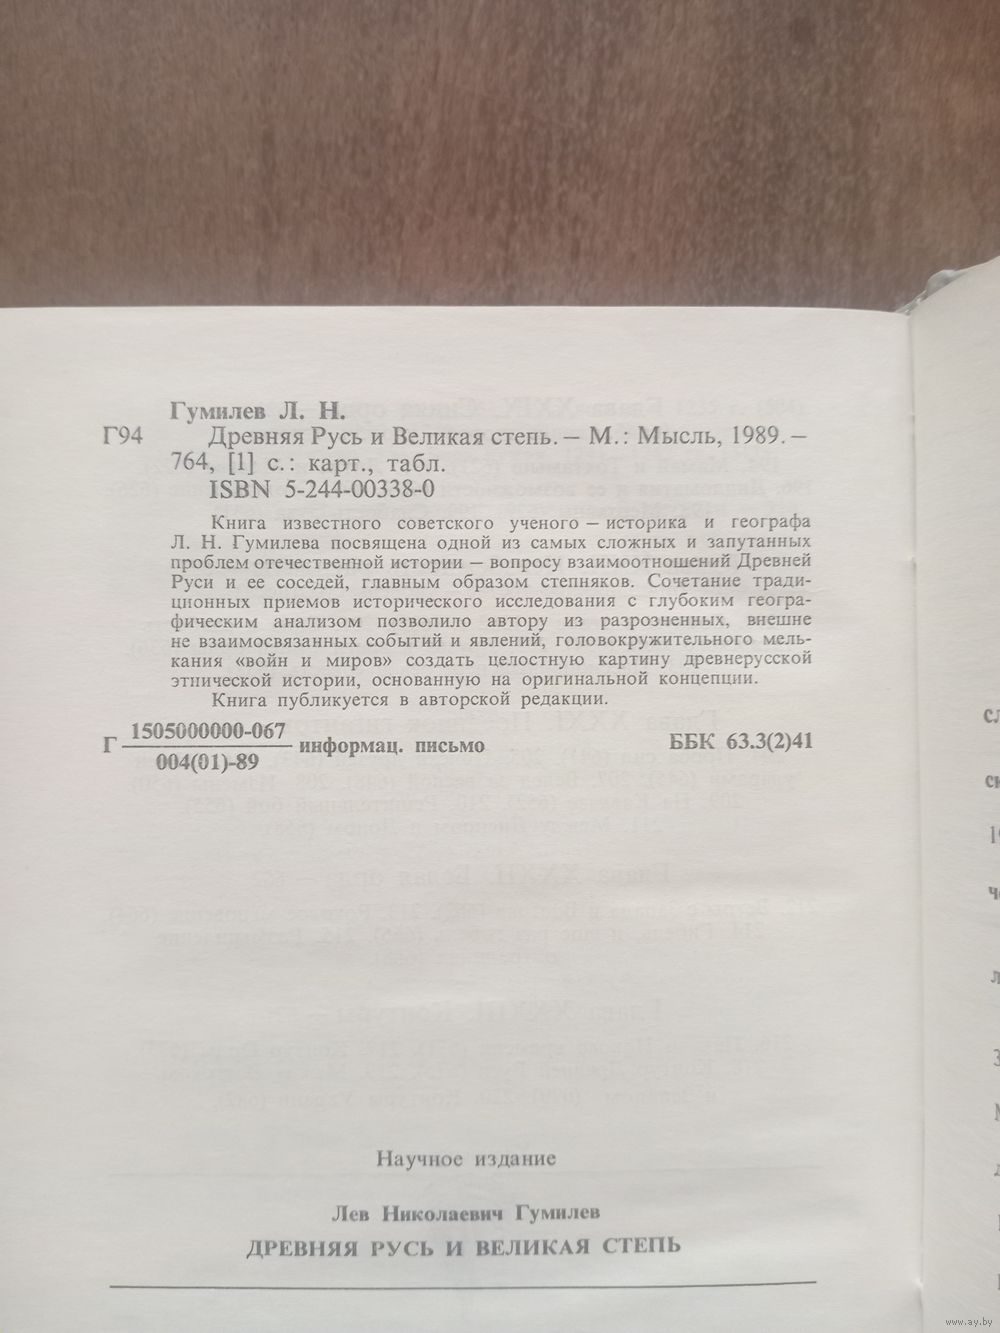 Гумилев Л. Н.
Г94 Древняя Русь и Великая степь.— М.: Мысль, 1989.—
764, [1] с.: карт., табл.
ISBN 5-244-00338-0
Книга известного советского ученого — историка и географа
Л. Н. Гумилева посвящена одной из самых сложных и запутанных
проблем отечественной истории — вопросу взаимоотношений Древней
Руси и ее соседей, главным образом степняков. Сочетание тради-
ционных приемов исторического исследования с глубоким геогра-
фическим анализом позволило автору из разрозненных, внешне
не взаимосвязанных событий и явлений, головокружительного мель-
кания «войн и миров» создать целостную картину древнерусской
этнической истории, основанную на оригинальной концепции.
Книга публикуется в авторской редакции.
Г 1505000000-067
004(01)-89
информац. письмо
ББК 63.3(2)41
Научное издание
Лев Николаевич Гумилев
ДРЕВНЯЯ РУСЬ И ВЕЛИКАЯ СТЕПЬ
www.ay.by